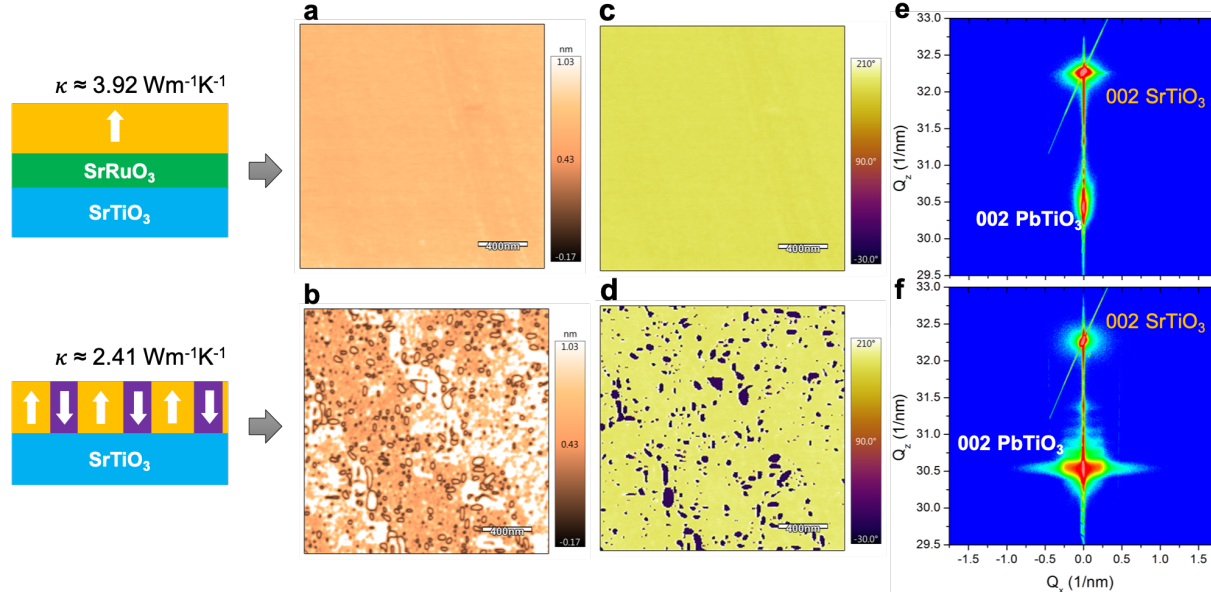 a
c
e
κ ≈ 3.92 Wm⁻¹K⁻¹
SrRuO₃
SrTiO₃
nm
1.03
0.43
-0.17
400nm
210°
90.0°
-30.0°
400nm
33.0
32.5
32.0
31.5
31.0
30.5
30.0
29.5
Q_z (1/nm)
002 SrTiO₃
002 PbTiO₃
b
d
f
κ ≈ 2.41 Wm⁻¹K⁻¹
SrTiO₃
nm
1.03
0.43
-0.17
400nm
210°
90.0°
-30.0°
400nm
33.0
32.5
32.0
31.5
31.0
30.5
30.0
29.5
Q_z (1/nm)
002 SrTiO₃
002 PbTiO₃
-1.5 -1.0 -0.5 0.0 0.5 1.0 1.5
Q_x (1/nm)